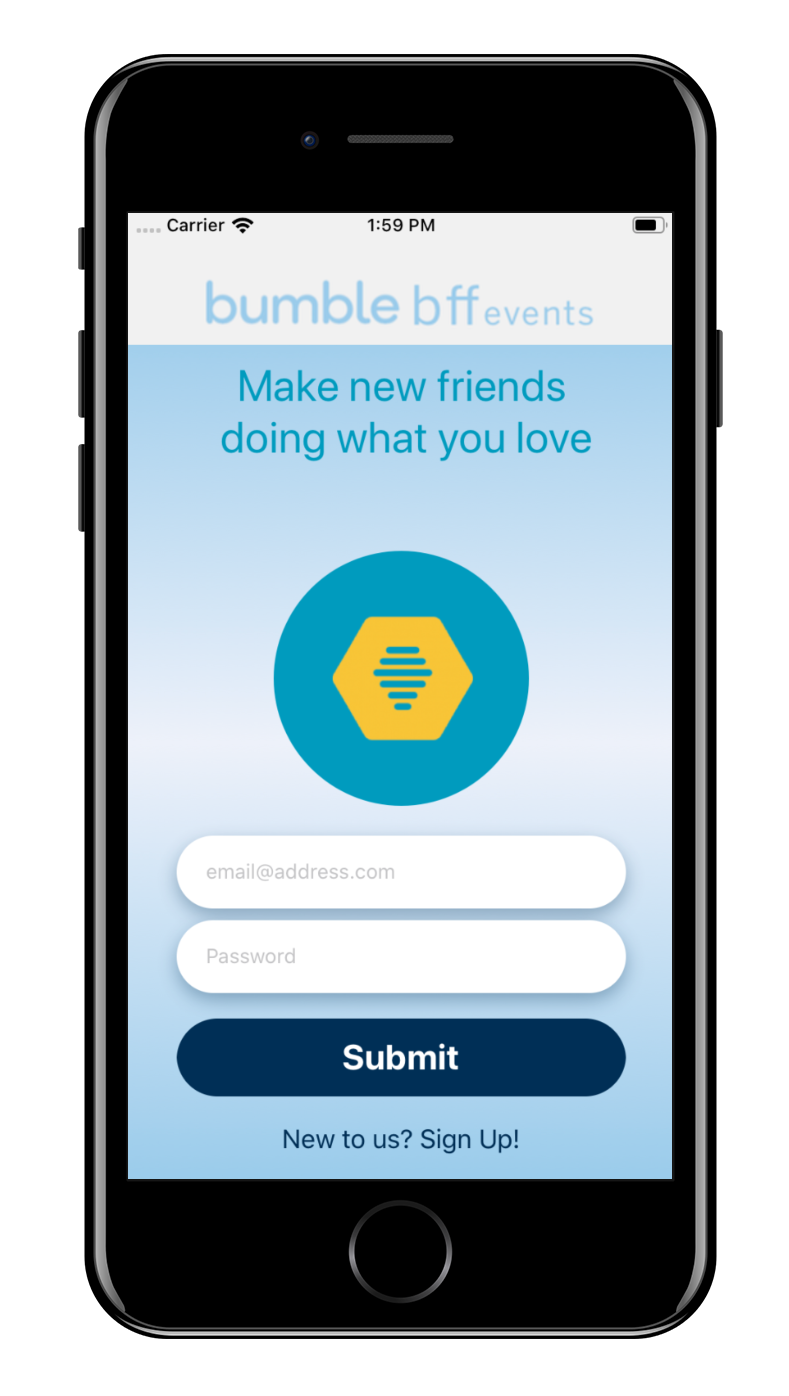 Carrier 1:59 PM
bumble bff events
Make new friends
doing what you love
email@address.com
Password
Submit
New to us? Sign Up!